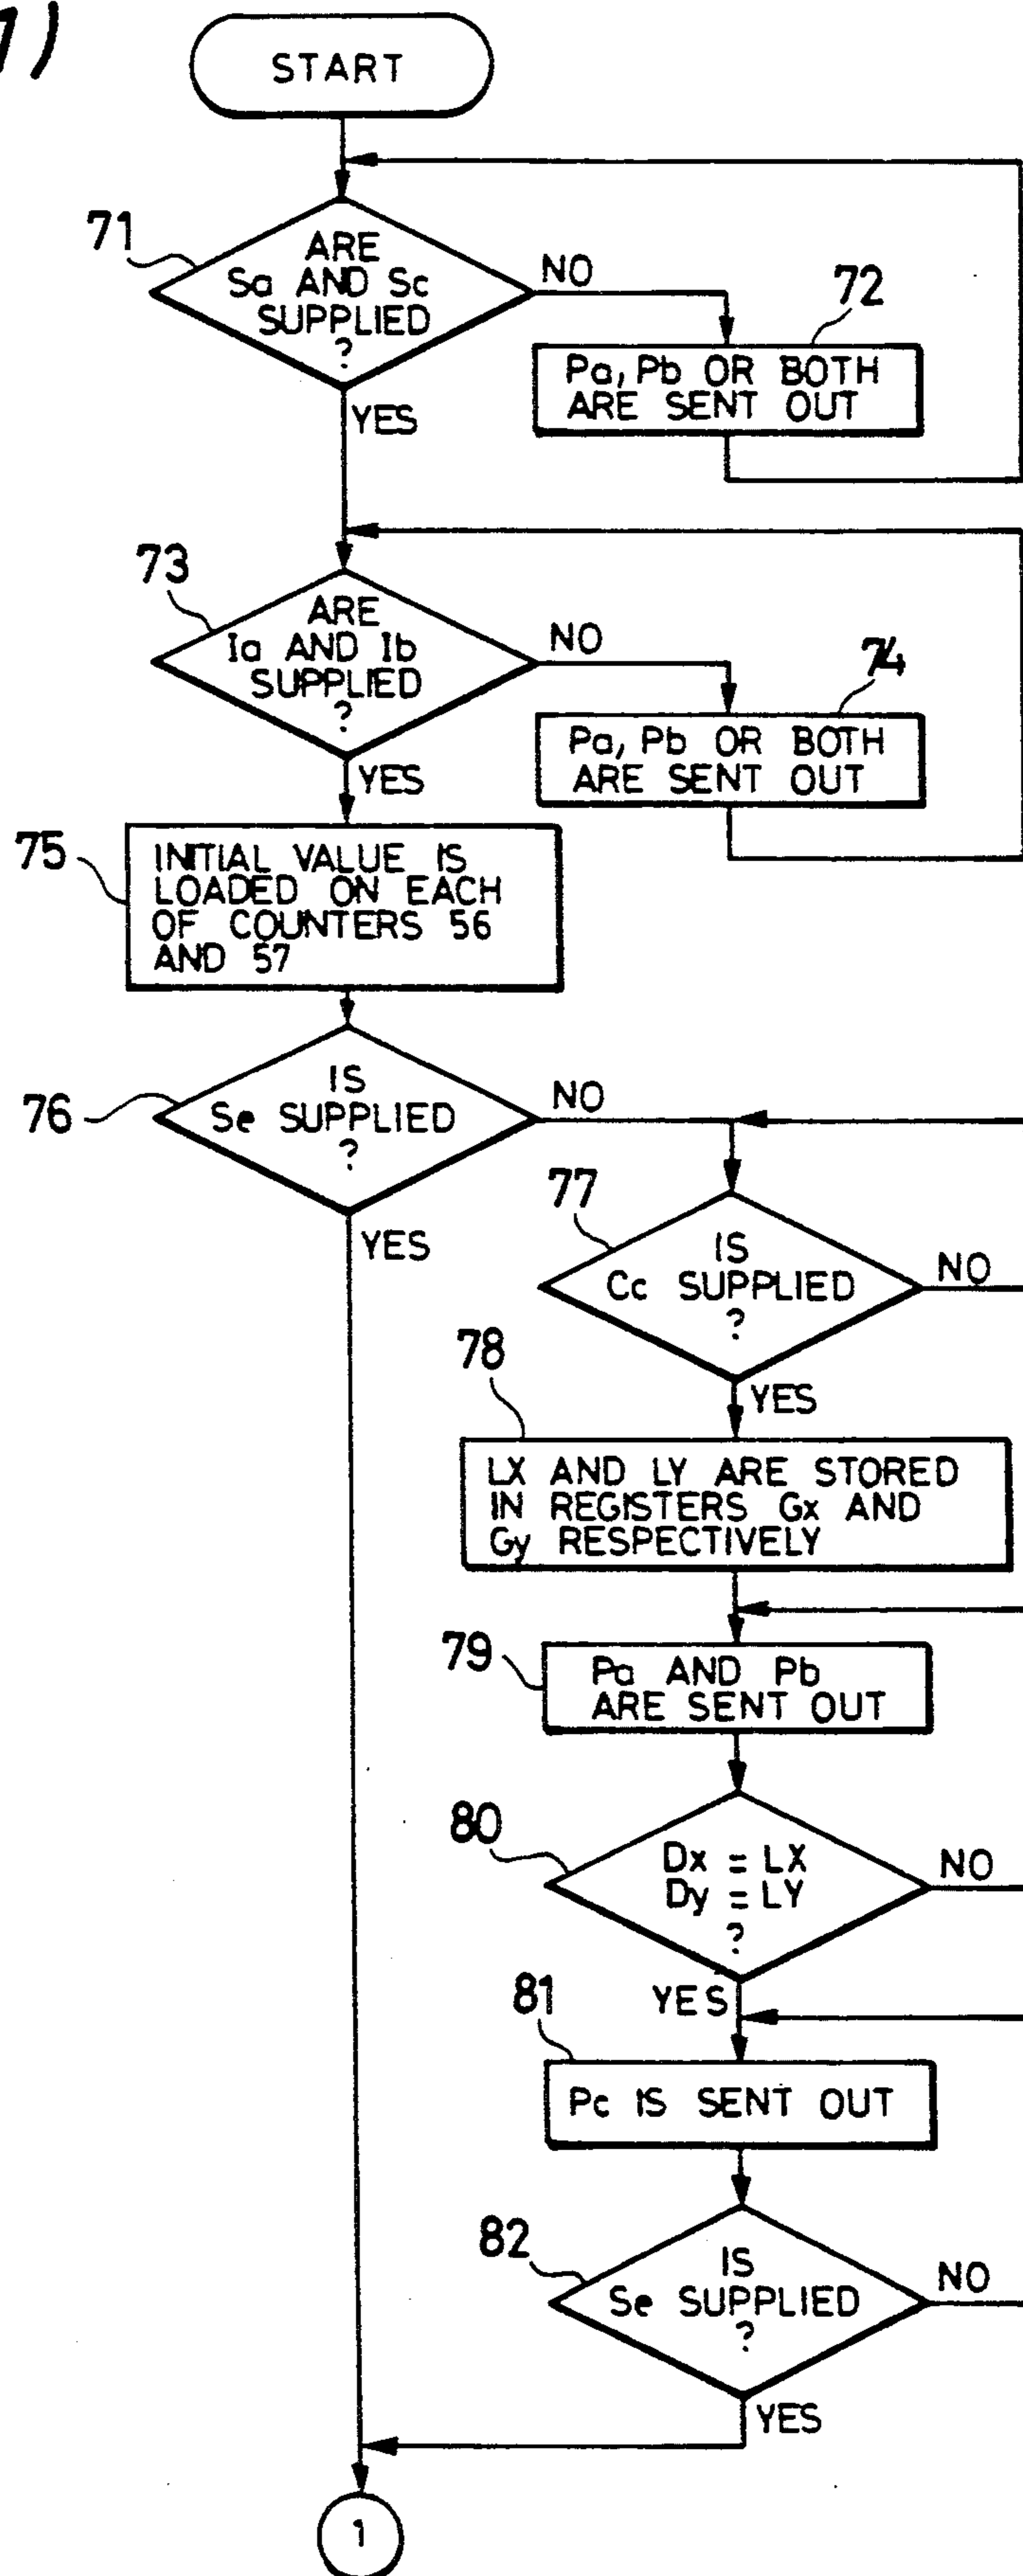 1)
START
71
ARE
Sa AND Sc
SUPPLIED
?
NO
YES
72
Pa, Pb OR BOTH
ARE SENT OUT
73
ARE
Ia AND Ib
SUPPLIED
?
NO
YES
74
Pa, Pb OR BOTH
ARE SENT OUT
75
INITIAL VALUE IS
LOADED ON EACH
OF COUNTERS 56
AND 57
76
IS
Se SUPPLIED
?
NO
YES
77
IS
Cc SUPPLIED
?
NO
YES
78
LX AND LY ARE STORED
IN REGISTERS Gx AND
Gy RESPECTIVELY
79
Pa AND Pb
ARE SENT OUT
80
Dx = LX
Dy = LY
?
NO
YES
81
Pc IS SENT OUT
82
IS
Se SUPPLIED
?
NO
YES
1